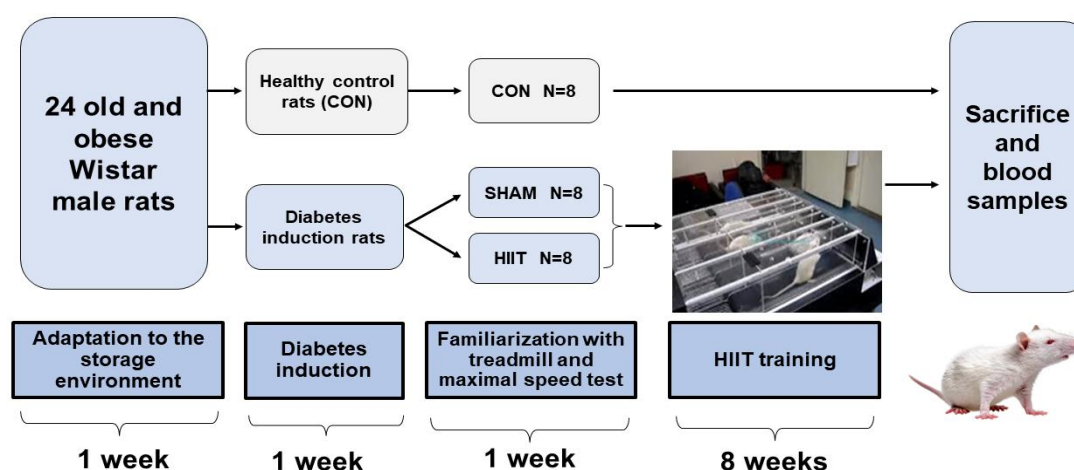 24 old and
obese
Wistar
male rats
Healthy control
rats (CON)
CON N=8
Diabetes
induction rats
SHAM N=8
HIIT N=8
Sacrifice
and
blood
samples
Adaptation to the
storage
environment
Diabetes
induction
Familiarization with
treadmill and
maximal speed test
HIIT training
1 week
1 week
1 week
8 weeks